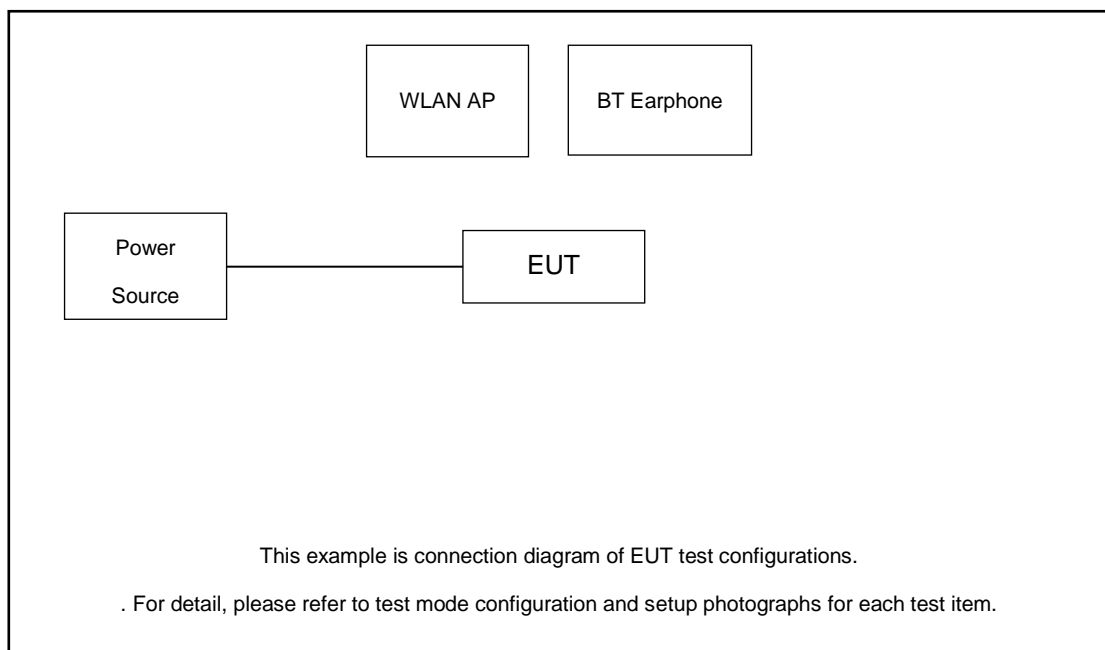 WLAN AP
BT Earphone
Power
Source
EUT
This example is connection diagram of EUT test configurations.
. For detail, please refer to test mode configuration and setup photographs for each test item.